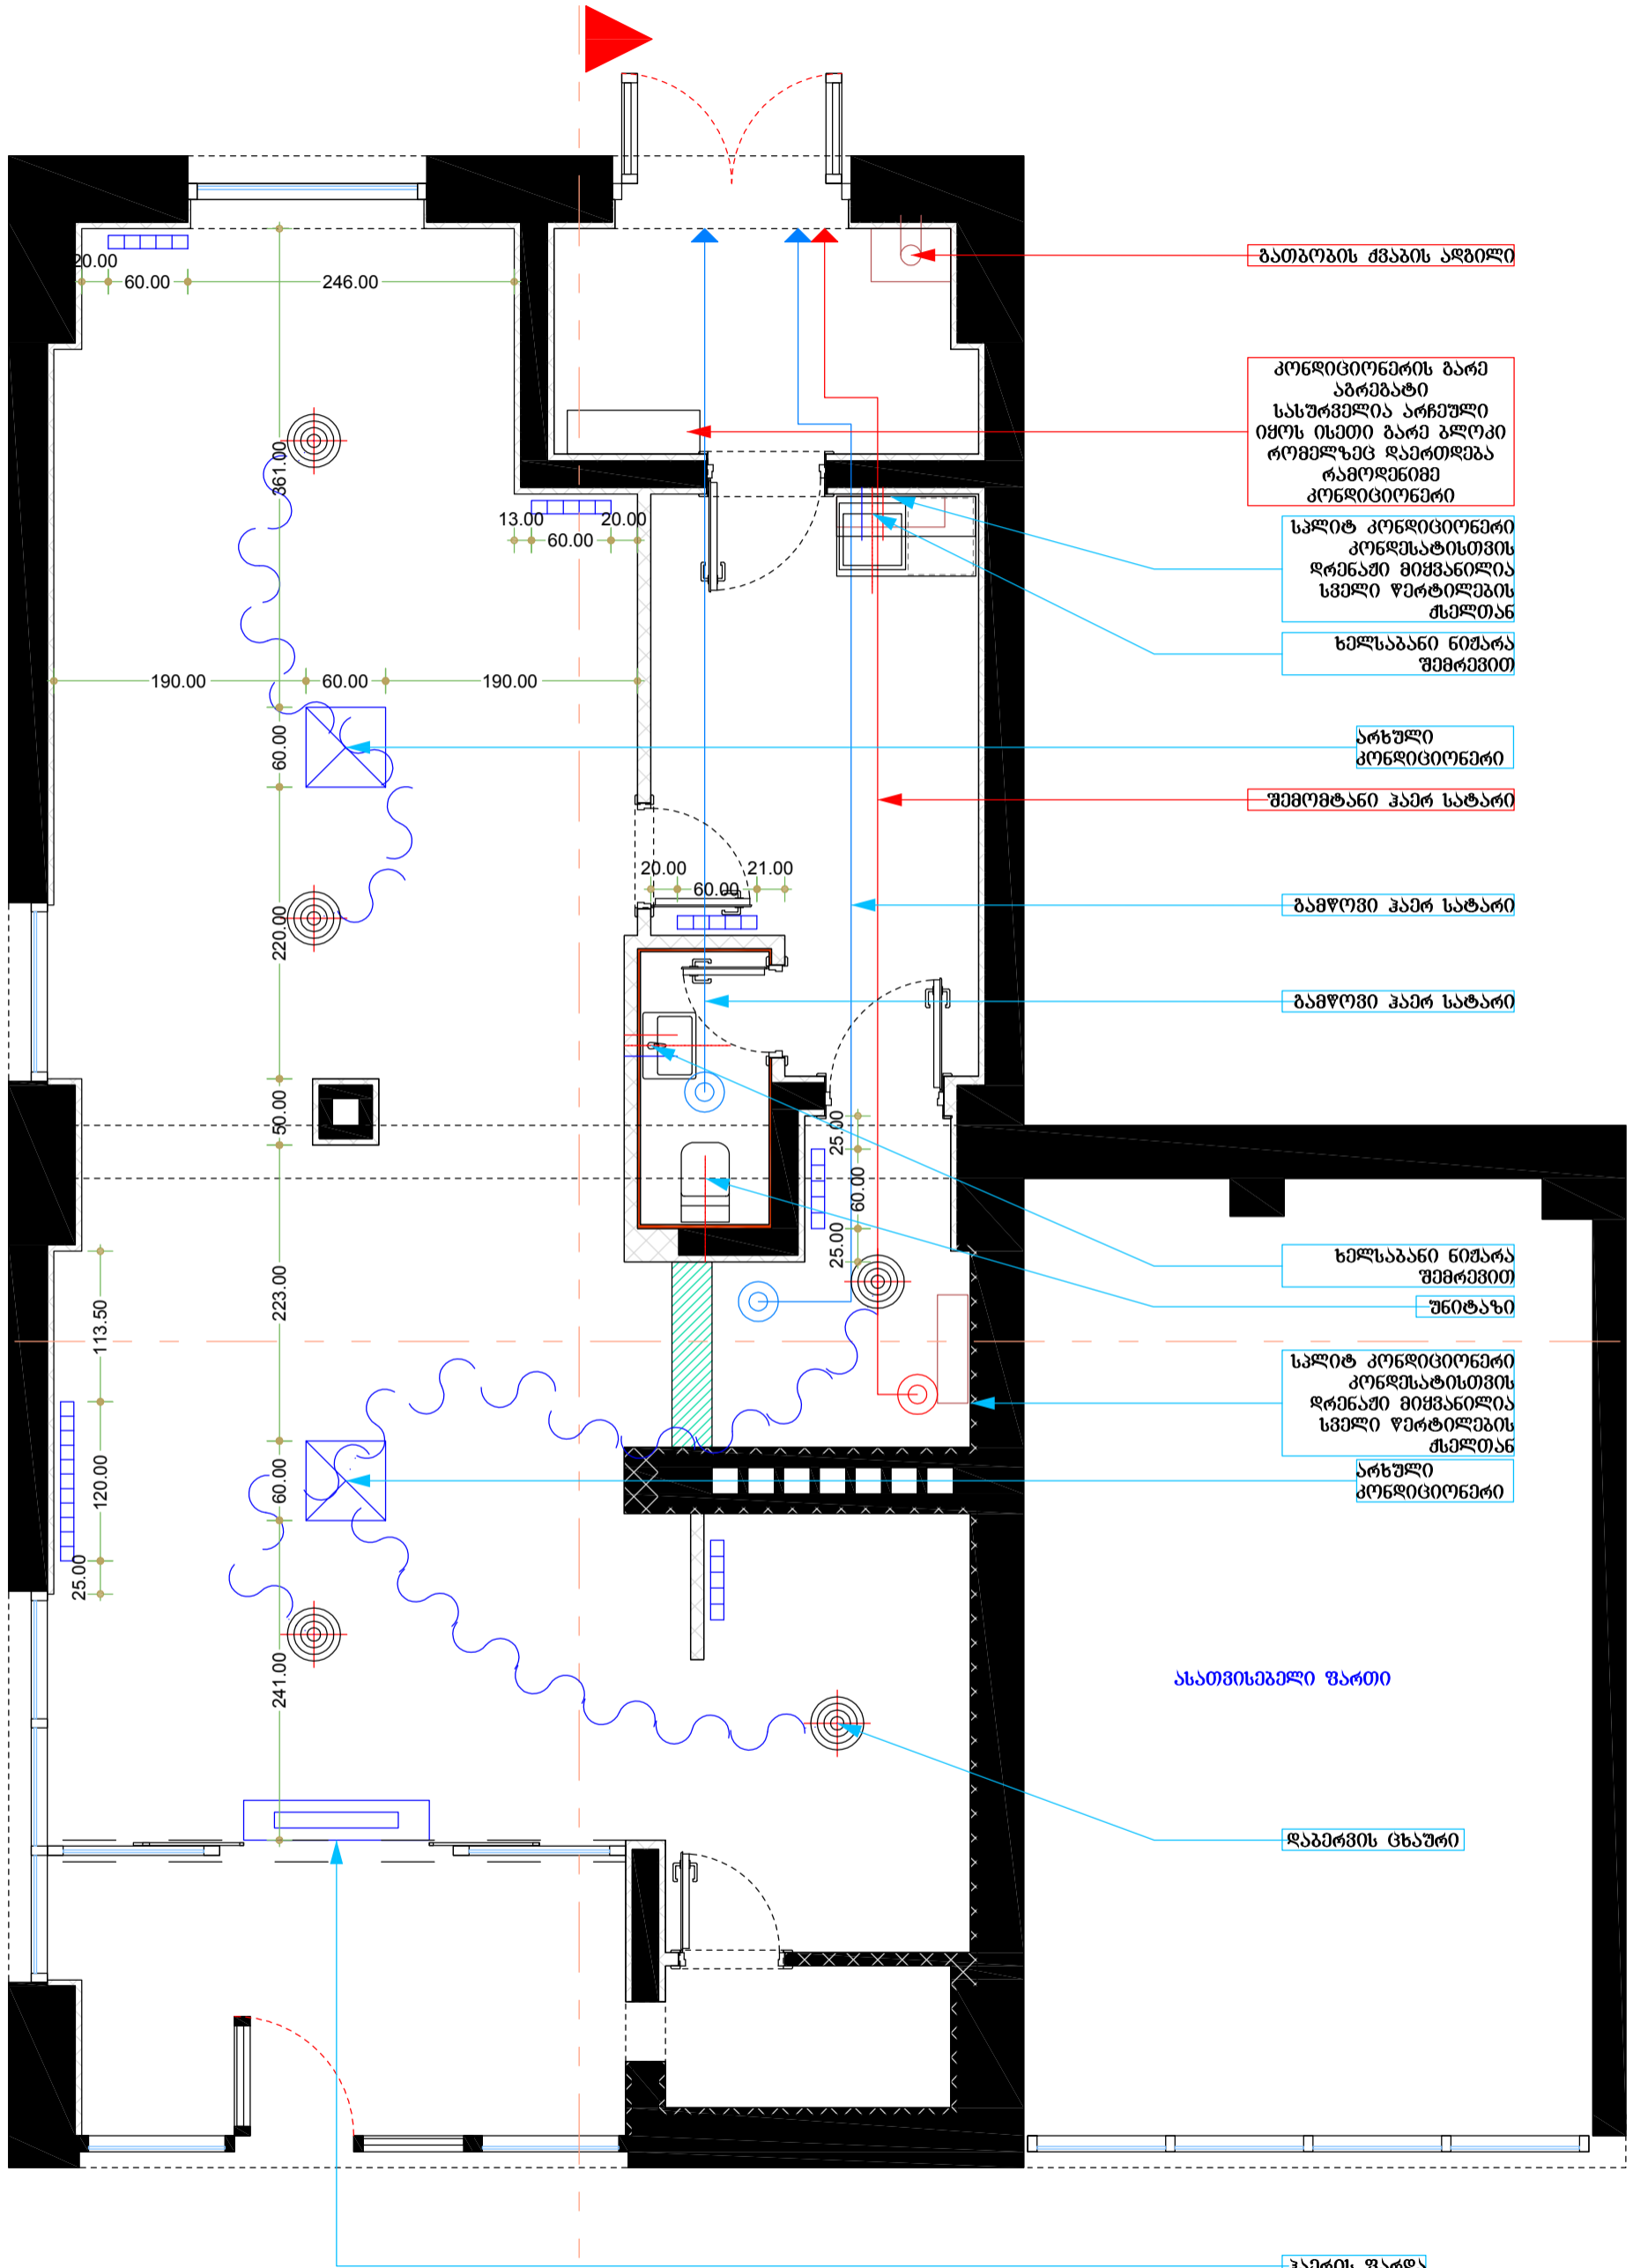 გათბობის ქვაბის ადგილი
20.00
60.00
246.00
კონდიციონერის გარე
აგრეგატი
სასურველია არჩეული
იყოს ისეთი გარე ბლოკი
რომელზეც დაერთდება
რამოდენიმე
კონდიციონერი
361.00
13.00
20.00
60.00
სპლიტ კონდიციონერი
კონდესატისთვის
დრენაჟი მიყვანილია
სველი წერტილების
ქსელთან
ხელსაბანი ნიჟარა
შემრევით
190.00
60.00
190.00
60.00
არხული
კონდიციონერი
შემომტანი ჰაერ სატარი
20.00
60.00
21.00
გამწოვი ჰაერ სატარი
220.00
გამწოვი ჰაერ სატარი
50.00
25.00
60.00
25.00
ხელსაბანი ნიჟარა
შემრევით
უნიტაზი
223.00
113.50
სპლიტ კონდიციონერი
კონდესატისთვის
დრენაჟი მიყვანილია
სველი წერტილების
ქსელთან
არხული
კონდიციონერი
60.00
120.00
25.00
241.00
ასათვისებელი ფართი
დაბერვის ცხაური
ჰაერის ფარდა